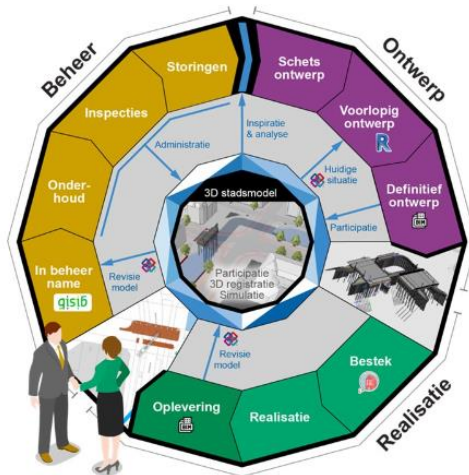 Beheer
Ontwerp
Realisatie
Storingen
Inspecties
Onder-
houd
In beheer
name
gisib
Schets
ontwerp
Voorlopig
ontwerp
R
Definitief
ontwerp
Bestek
Realisatie
Oplevering
Administratie
Inspiratie
& analyse
Huidige
situatie
Participatie
Revisie
model
Revisie
model
3D stadsmodel
Participatie
3D registratie
Simulatie